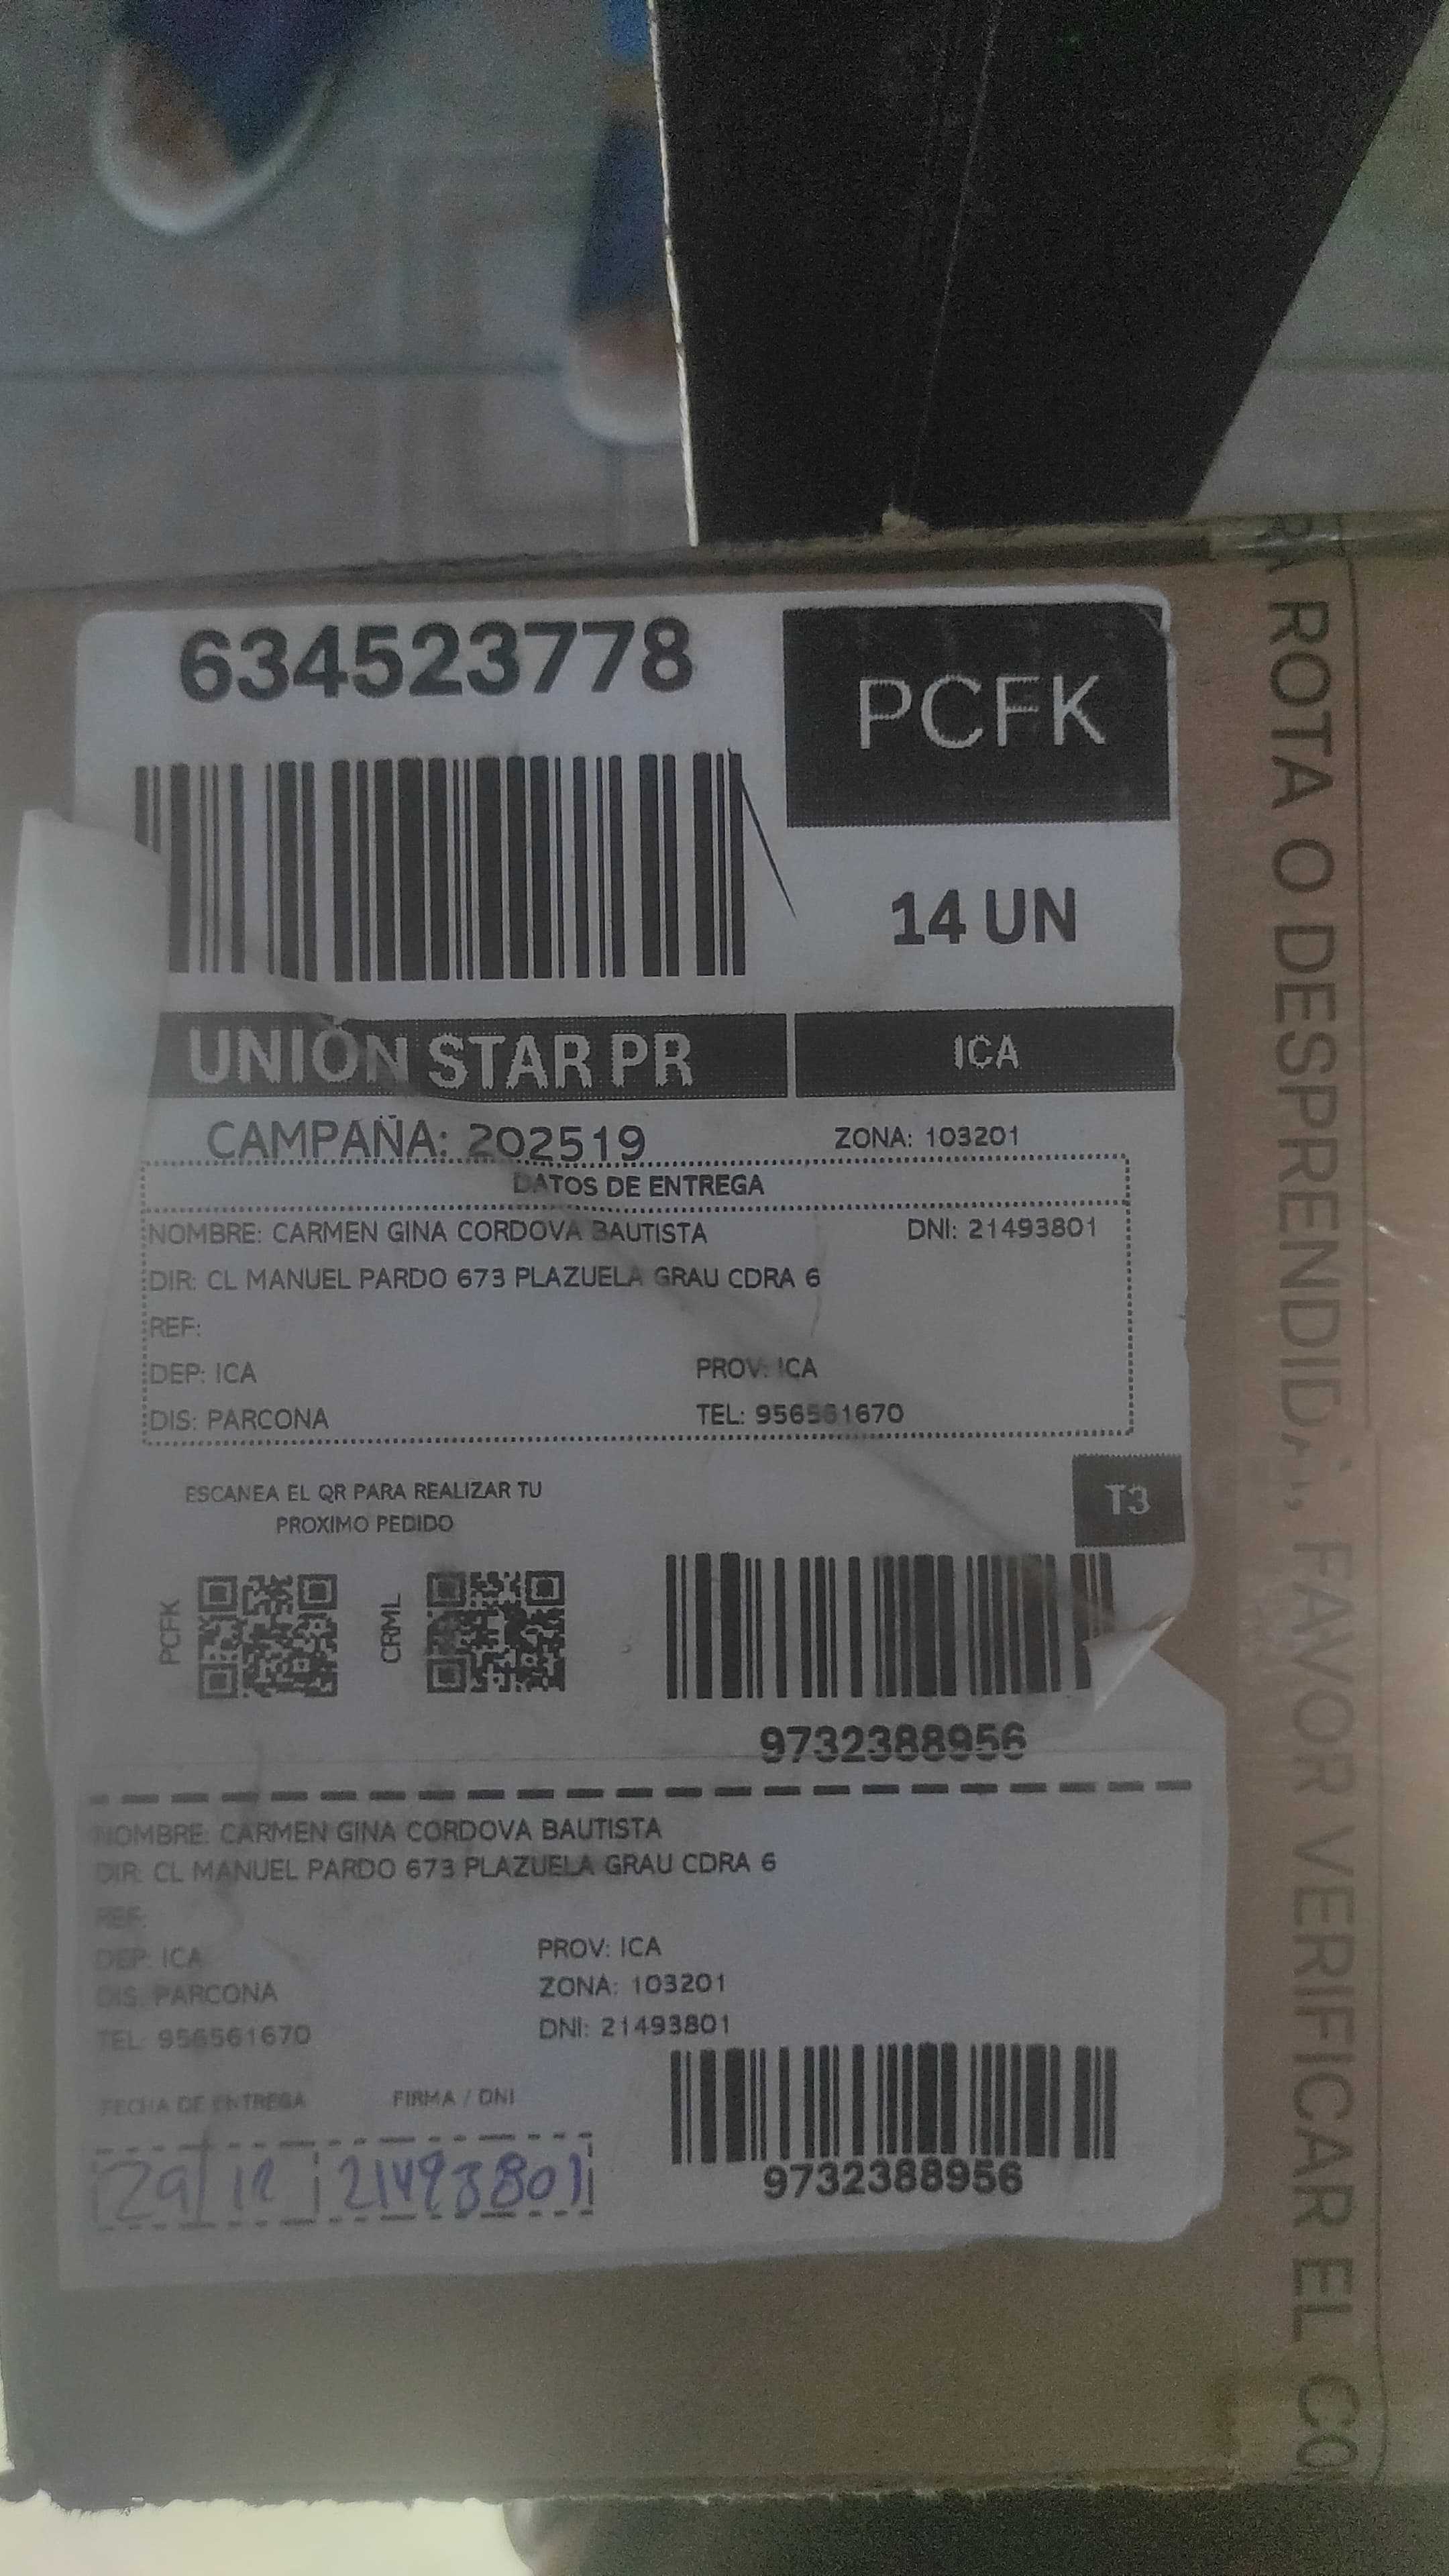 634523778
PCFK
14 UN
UNIÓN STAR PR
ICA
CAMPAÑA: 202519
ZONA: 103201
DATOS DE ENTREGA
NOMBRE: CARMEN GINA CORDOVA BAUTISTA
DNI: 21493801
DIR: CL MANUEL PARDO 673 PLAZUELA GRAU CDRA 6
REF:
DEP: ICA
PROV: ICA
DIS: PARCONA
TEL: 956561670
ESCANEA EL QR PARA REALIZAR TU
PROXIMO PEDIDO
T3
PCFK
CRML
9732388956
NOMBRE: CARMEN GINA CORDOVA BAUTISTA
DIR: CL MANUEL PARDO 673 PLAZUELA GRAU CDRA 6
REF:
DEP: ICA
PROV: ICA
DIS: PARCONA
ZONA: 103201
TEL: 956561670
DNI: 21493801
FECHA DE ENTREGA
FIRMA / DNI
29/12
21493801
9732388956
ROTA O DESPRENDIDA, FAVOR VERIFICAR EL